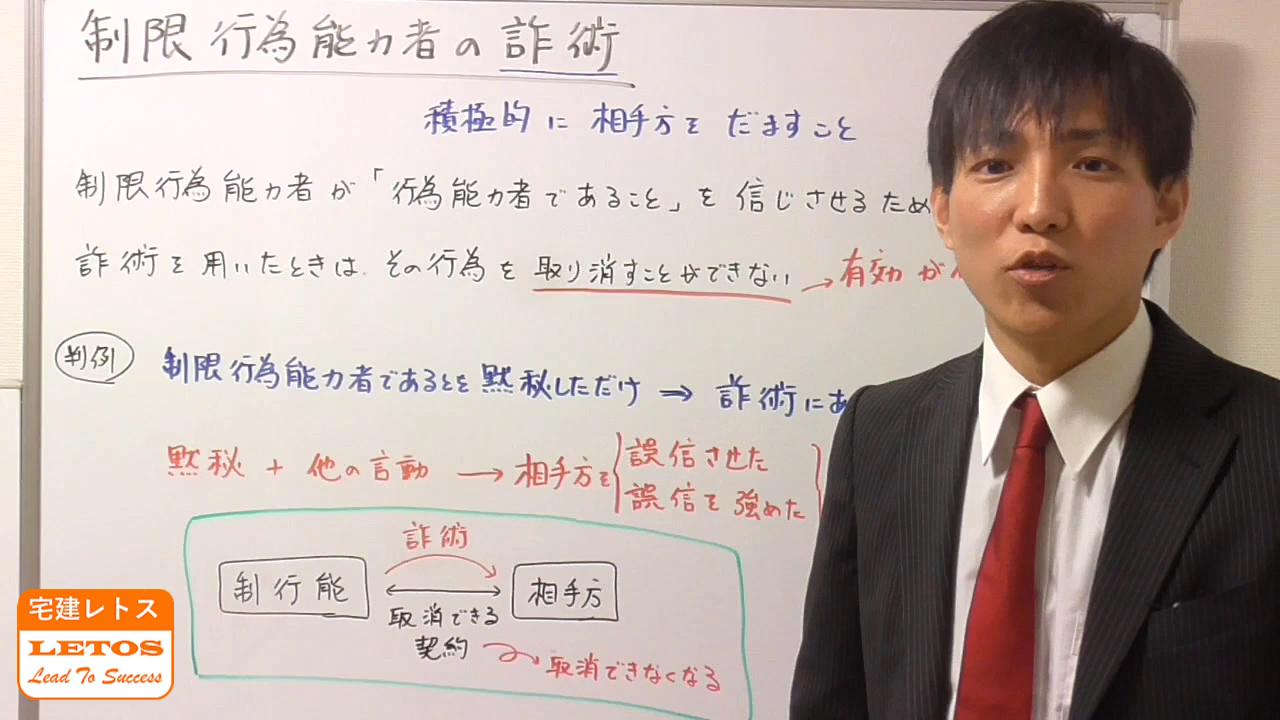 制限行為能力者の詐術
積極的に相手方をだますこと
制限行為能力者が「行為能力者であること」を信じさせるため
詐術を用いたときは、その行為を取り消すことができない → 有効が
判例 制限行為能力者であるとを黙秘しただけ ⇒ 詐術にあ
黙秘 + 他の言動 → 相手方を
誤信させた
誤信を強めた
詐術
制行能
相手方
取消できる
契約
取消できなくなる
宅建レトス
LETOS
Lead To Success